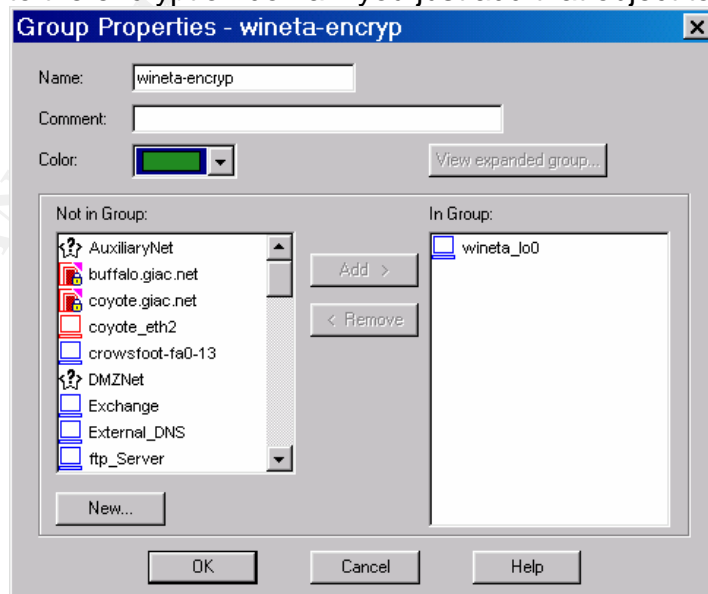 Group Properties - wineta-encryp
Name: wineta-encryp
Comment:
Color:
View expanded group...
Not in Group:
In Group:
AuxiliaryNet
buffalo.giac.net
coyote.giac.net
coyote_eth2
crowsfoot-fa0-13
DMZNet
Exchange
External_DNS
ftp_Server
Add >
< Remove
wineta_lo0
New...
OK Cancel Help